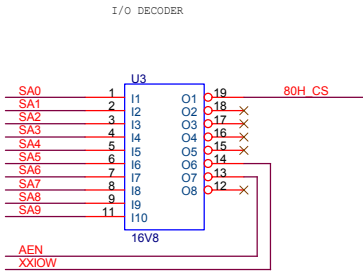 I/O DECODER
U3
SA0 1 I1 O1 19 80H_CS
SA1 2 I2 O2 18
SA2 3 I3 O3 17
SA3 4 I4 O4 16
SA4 5 I5 O5 15
SA5 6 I6 O6 14
SA6 7 I7 O7 13
SA7 8 I8 O8 12
SA8 9 I9
SA9 11 I10
16V8
AEN
XXIOW